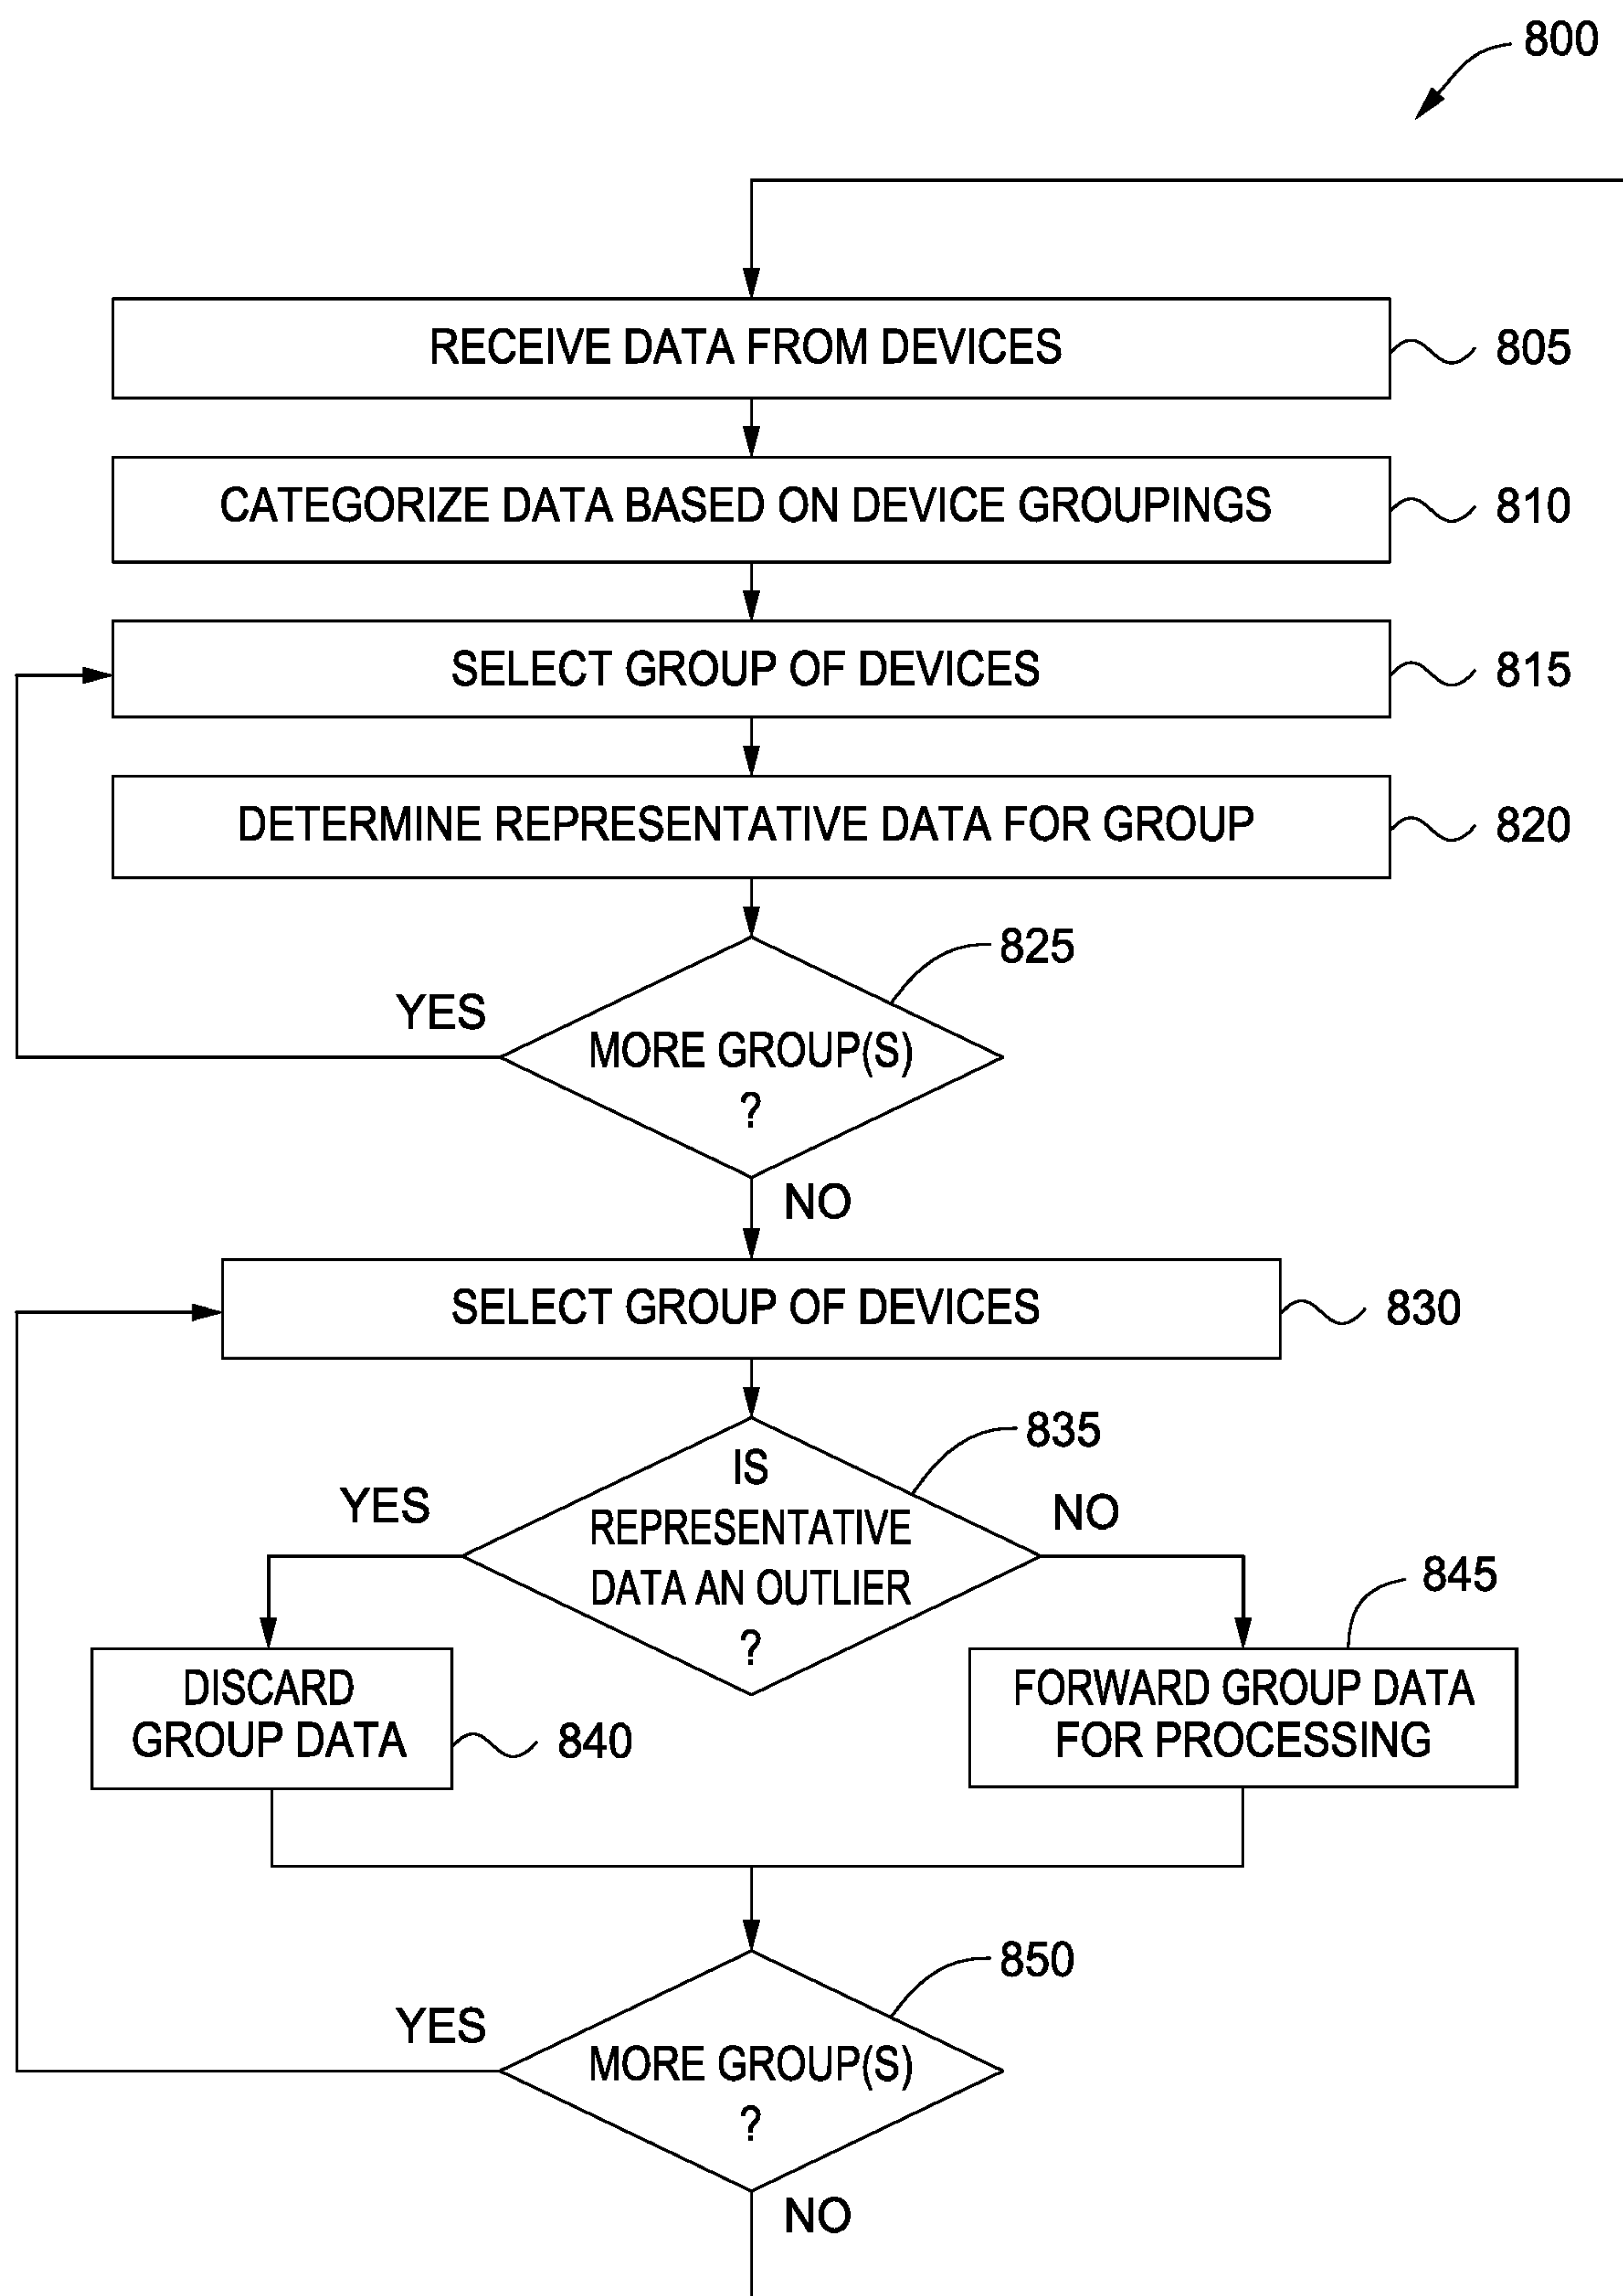 800
RECEIVE DATA FROM DEVICES
805
CATEGORIZE DATA BASED ON DEVICE GROUPINGS
810
SELECT GROUP OF DEVICES
815
DETERMINE REPRESENTATIVE DATA FOR GROUP
820
825
YES
MORE GROUP(S)
?
NO
SELECT GROUP OF DEVICES
830
835
IS
REPRESENTATIVE
DATA AN OUTLIER
?
YES
NO
845
DISCARD
GROUP DATA
840
FORWARD GROUP DATA
FOR PROCESSING
850
YES
MORE GROUP(S)
?
NO